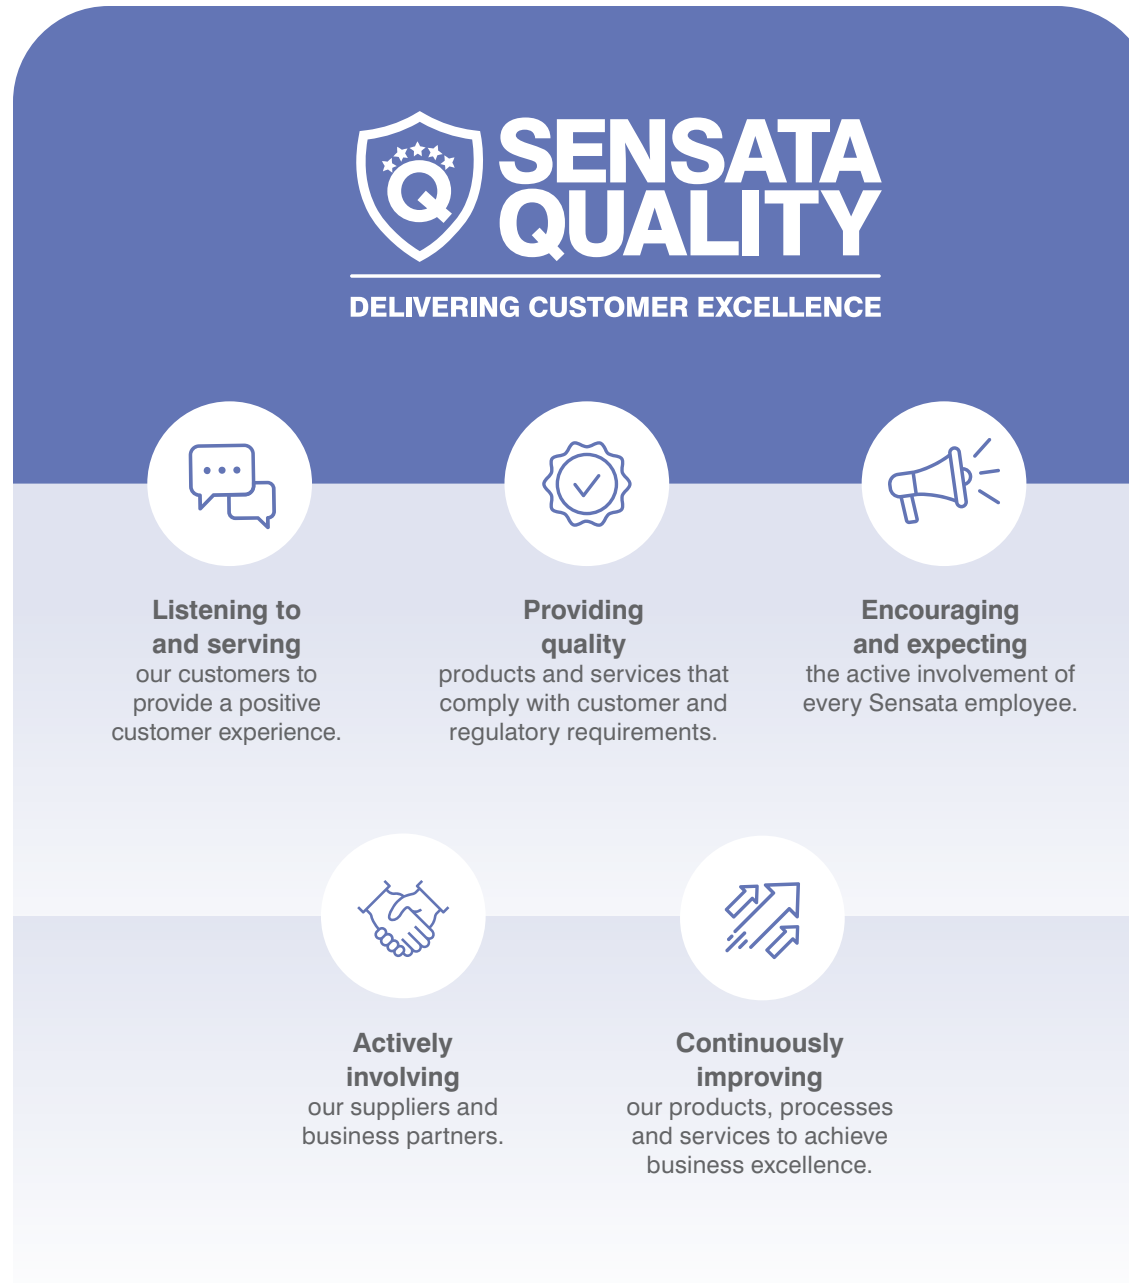 SENSATA
QUALITY
DELIVERING CUSTOMER EXCELLENCE
Listening to
and serving
our customers to
provide a positive
customer experience.
Providing
quality
products and services that
comply with customer and
regulatory requirements.
Encouraging
and expecting
the active involvement of
every Sensata employee.
Actively
involving
our suppliers and
business partners.
Continuously
improving
our products, processes
and services to achieve
business excellence.